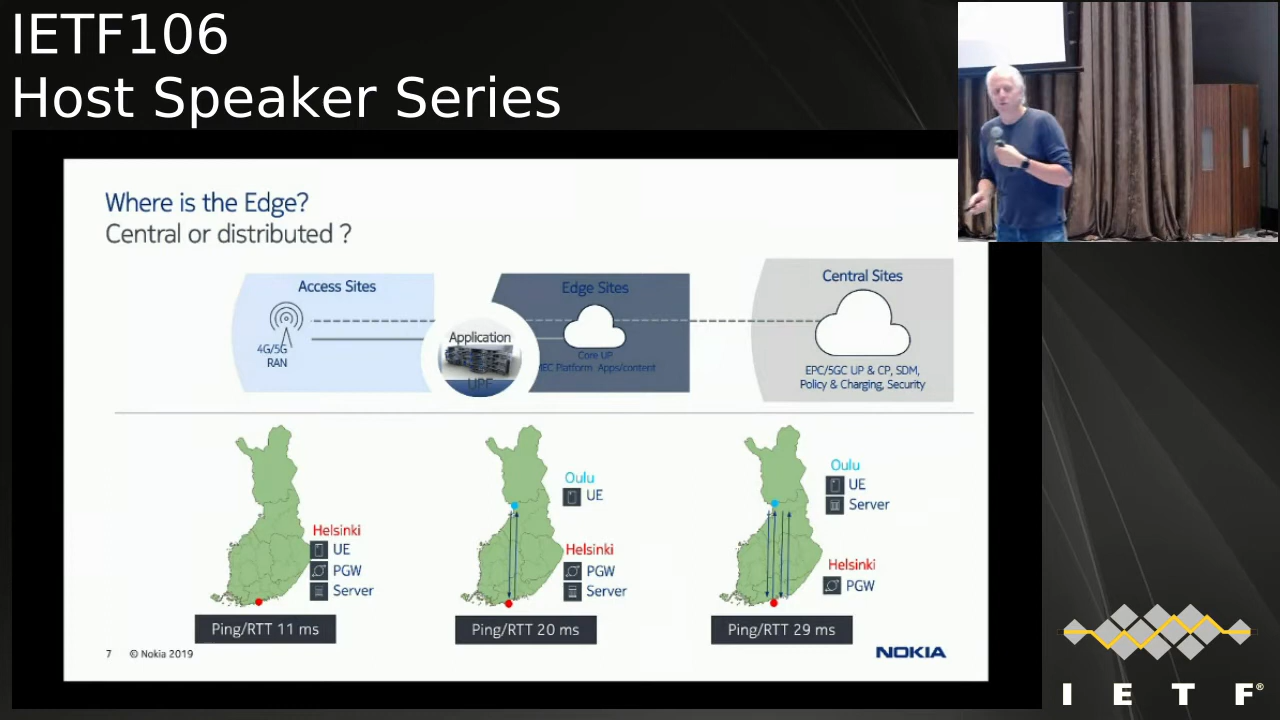 IETF106
Host Speaker Series
Where is the Edge?
Central or distributed ?
Access Sites
4G/5G
RAN
Application
UPF
Edge Sites
Core UP
EC Platform Apps/content
Central Sites
EPC/5GC UP & CP, SDM,
Policy & Charging, Security
Helsinki
UE
PGW
Server
Ping/RTT 11 ms
Oulu
UE
Helsinki
PGW
Server
Ping/RTT 20 ms
Oulu
UE
Server
Helsinki
PGW
Ping/RTT 29 ms
7 © Nokia 2019
NOKIA
I E T F®